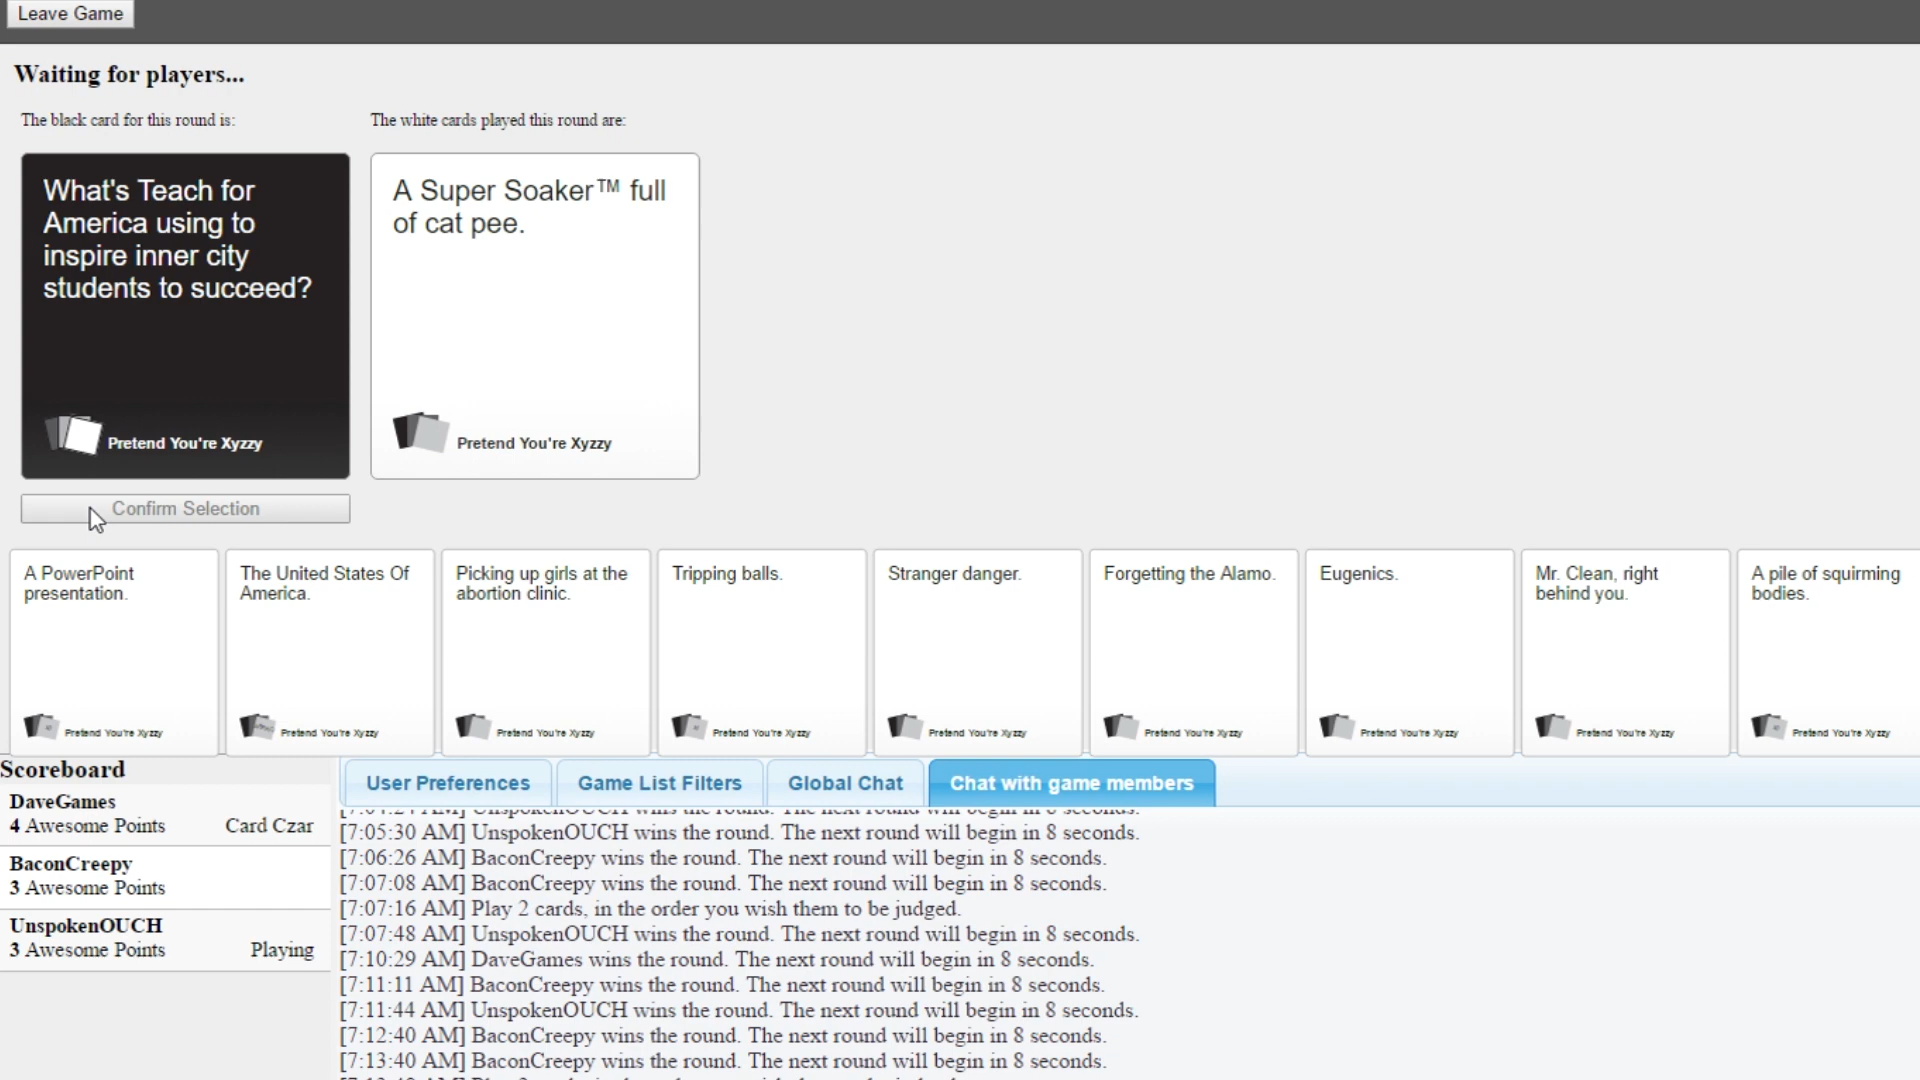 Leave Game
Waiting for players...
The black card for this round is:
The white cards played this round are:
What's Teach for
America using to
inspire inner city
students to succeed?
Pretend You're Xyzzy
A Super Soaker™ full
of cat pee.
Pretend You're Xyzzy
Confirm Selection
A PowerPoint
presentation.
Pretend You're Xyzzy
The United States Of
America.
Pretend You're Xyzzy
Picking up girls at the
abortion clinic.
Pretend You're Xyzzy
Tripping balls.
Pretend You're Xyzzy
Stranger danger.
Pretend You're Xyzzy
Forgetting the Alamo.
Pretend You're Xyzzy
Eugenics.
Pretend You're Xyzzy
Mr. Clean, right
behind you.
Pretend You're Xyzzy
A pile of squirming
bodies.
Pretend You're Xyzzy
Scoreboard
DaveGames
4 Awesome Points Card Czar
BaconCreepy
3 Awesome Points
UnspokenOUCH
3 Awesome Points Playing
User Preferences
Game List Filters
Global Chat
Chat with game members
UnspokenOUCH wins the round. The next round will begin in 8 seconds.
[7:05:30 AM] UnspokenOUCH wins the round. The next round will begin in 8 seconds.
[7:06:26 AM] BaconCreepy wins the round. The next round will begin in 8 seconds.
[7:07:08 AM] BaconCreepy wins the round. The next round will begin in 8 seconds.
[7:07:16 AM] Play 2 cards, in the order you wish them to be judged.
[7:07:48 AM] UnspokenOUCH wins the round. The next round will begin in 8 seconds.
[7:10:29 AM] DaveGames wins the round. The next round will begin in 8 seconds.
[7:11:11 AM] BaconCreepy wins the round. The next round will begin in 8 seconds.
[7:11:44 AM] UnspokenOUCH wins the round. The next round will begin in 8 seconds.
[7:12:40 AM] BaconCreepy wins the round. The next round will begin in 8 seconds.
[7:13:40 AM] BaconCreepy wins the round. The next round will begin in 8 seconds.